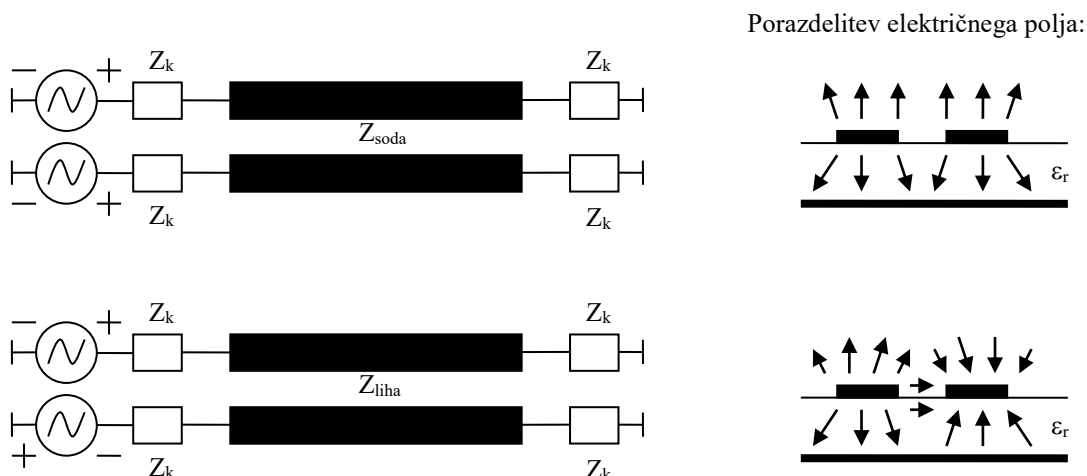 Porazdelitev električnega polja:
− + Zk Zk
Zsoda
− + Zk Zk
εr
− + Zk Zk
Zliha
+ − Zk Zk
εr